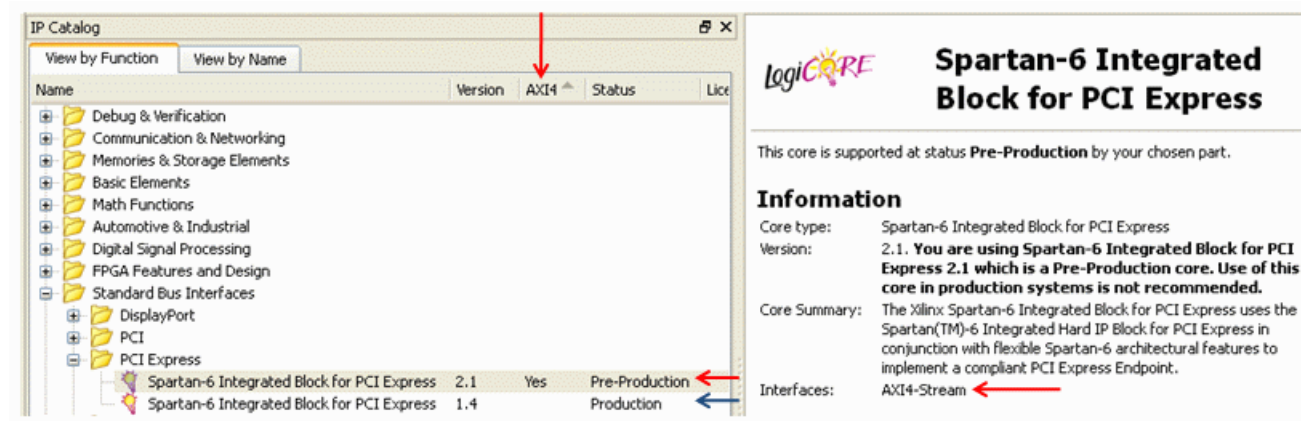 IP Catalog
View by Function View by Name
Name Version AXI4 Status Lice
Debug & Verification
Communication & Networking
Memories & Storage Elements
Basic Elements
Math Functions
Automotive & Industrial
Digital Signal Processing
FPGA Features and Design
Standard Bus Interfaces
DisplayPort
PCI
PCI Express
Spartan-6 Integrated Block for PCI Express 2.1 Yes Pre-Production
Spartan-6 Integrated Block for PCI Express 1.4 Production
LogiCORE
Spartan-6 Integrated
Block for PCI Express
This core is supported at status Pre-Production by your chosen part.
Information
Core type: Spartan-6 Integrated Block for PCI Express
Version: 2.1. You are using Spartan-6 Integrated Block for PCI
Express 2.1 which is a Pre-Production core. Use of this
core in production systems is not recommended.
Core Summary: The Xilinx Spartan-6 Integrated Block for PCI Express uses the
Spartan(TM)-6 Integrated Hard IP Block for PCI Express in
conjunction with flexible Spartan-6 architectural features to
implement a compliant PCI Express Endpoint.
Interfaces: AXI4-Stream